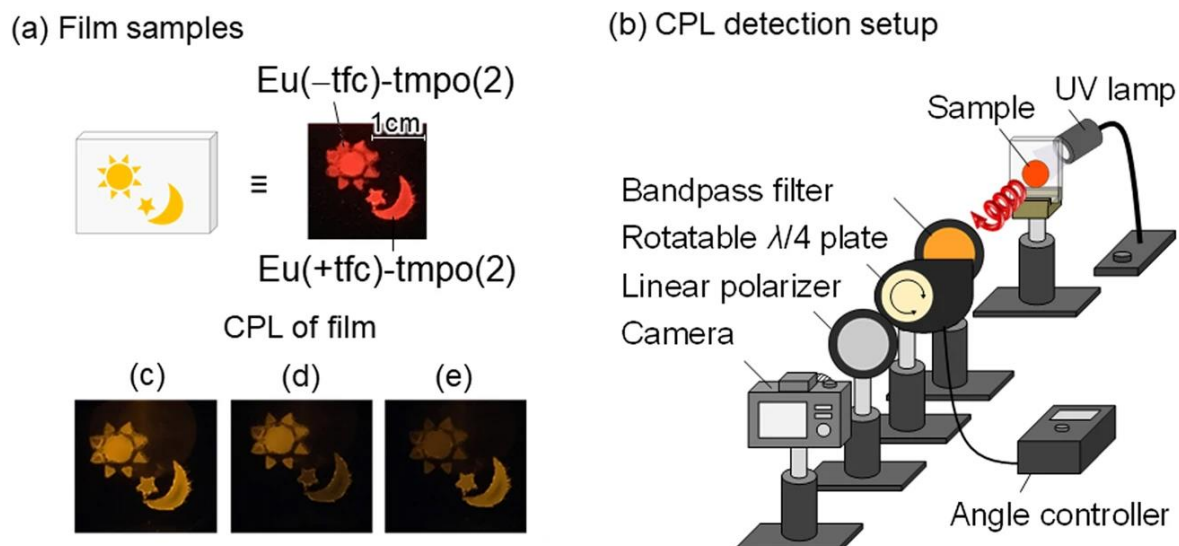 (a) Film samples
Eu(–tfc)-tmpo(2)
1cm
≡
Eu(+tfc)-tmpo(2)
CPL of film
(c) (d) (e)
(b) CPL detection setup
UV lamp
Sample
Bandpass filter
Rotatable λ/4 plate
Linear polarizer
Camera
Angle controller